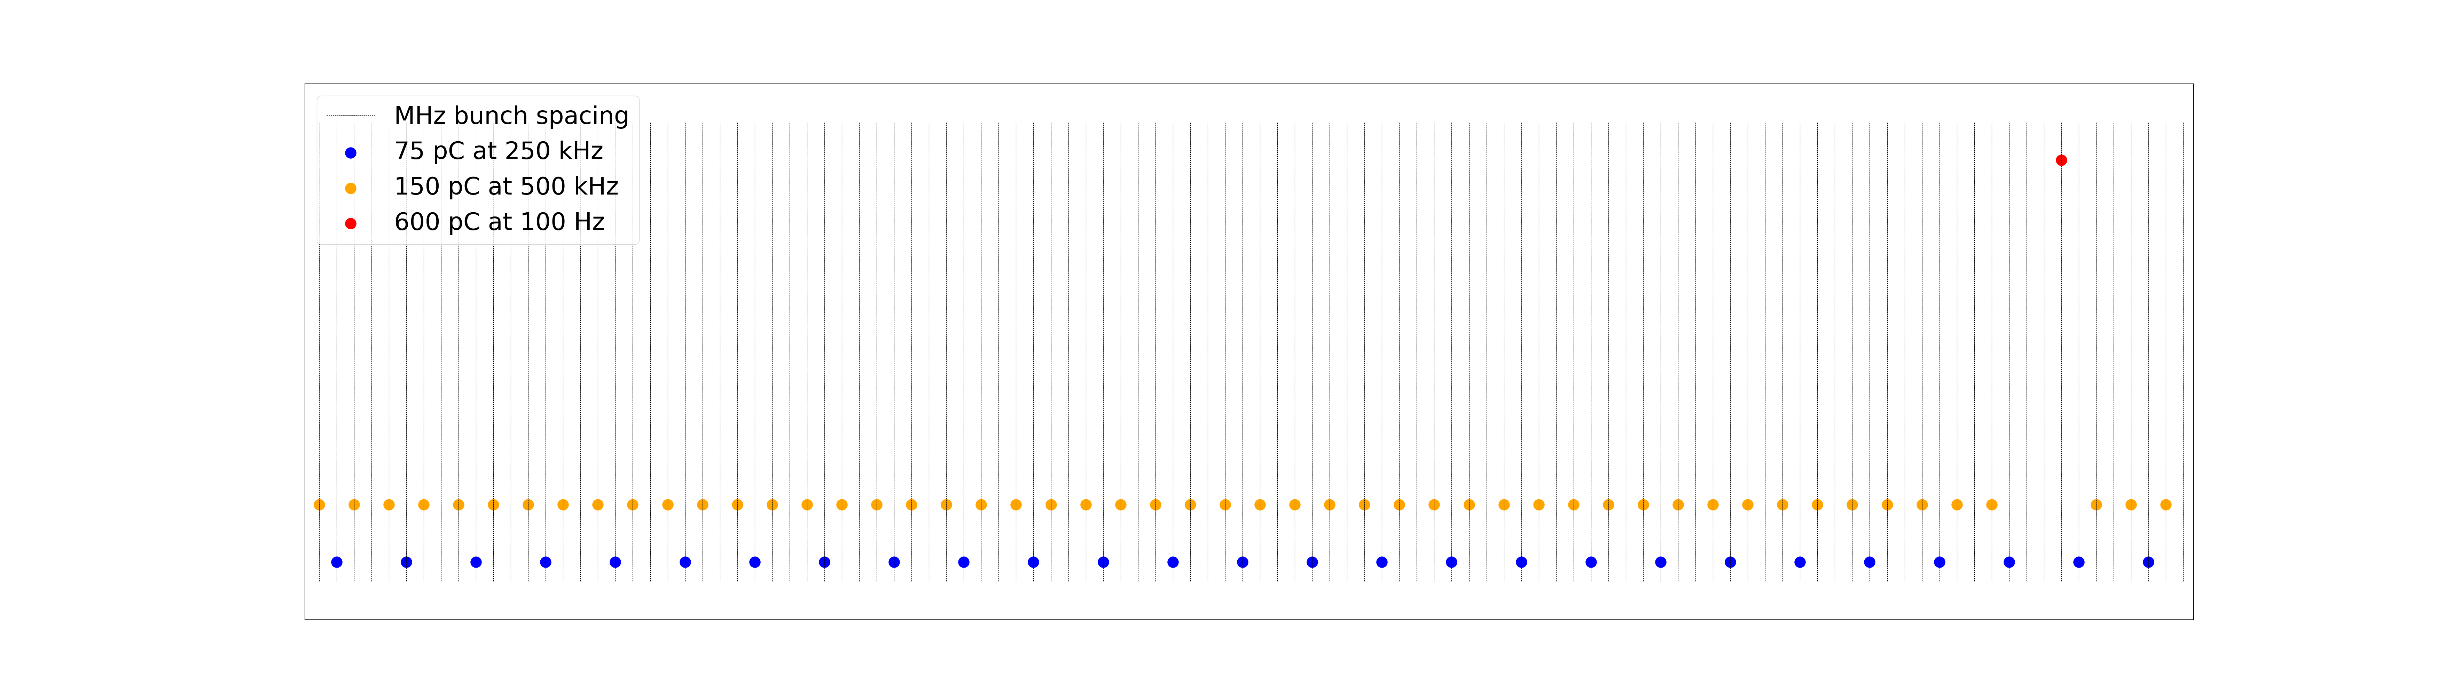 MHz bunch spacing
75 pC at 250 kHz
150 pC at 500 kHz
600 pC at 100 Hz